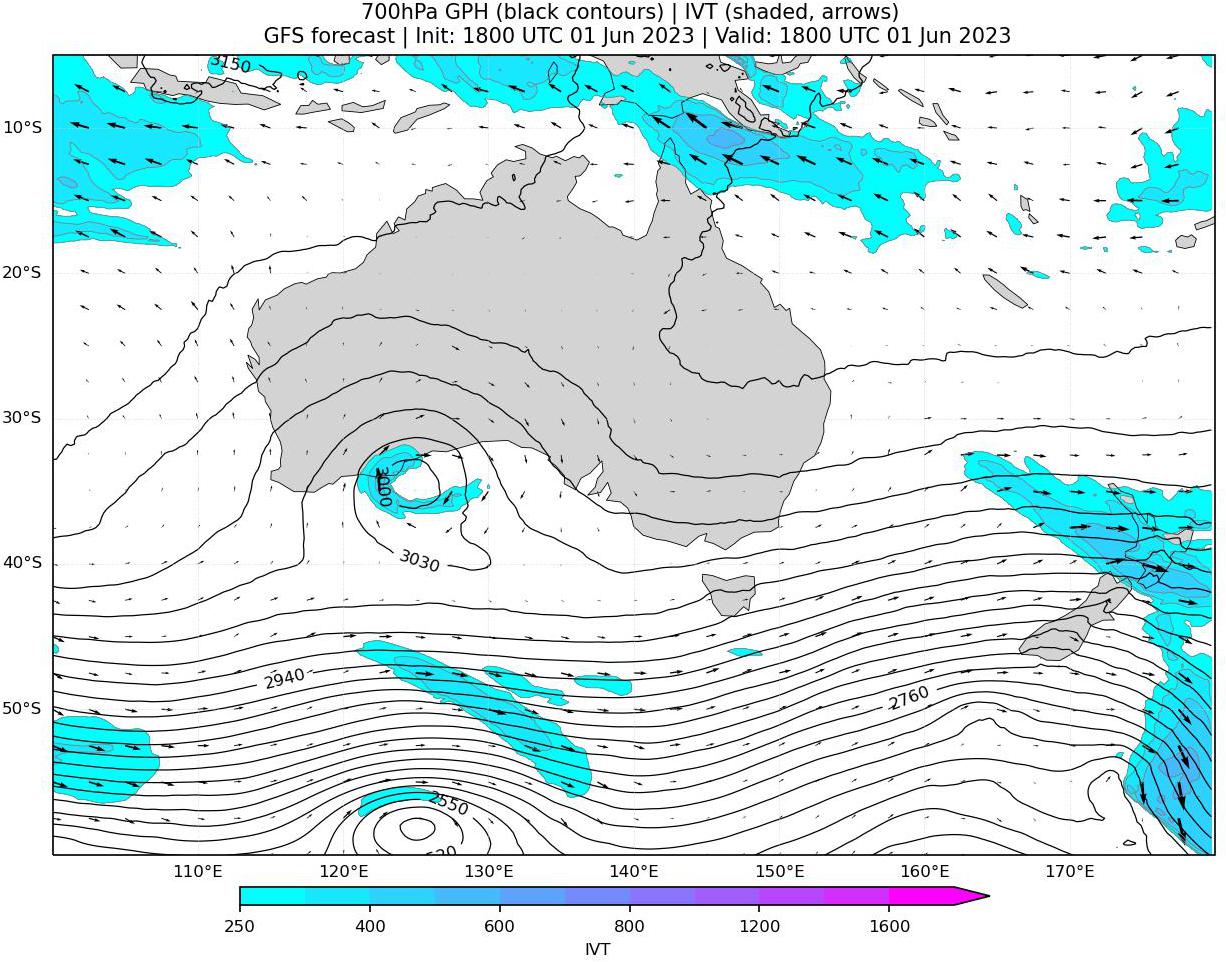 700hPa GPH (black contours) | IVT (shaded, arrows)
GFS forecast | Init: 1800 UTC 01 Jun 2023 | Valid: 1800 UTC 01 Jun 2023
3150
10°S
20°S
30°S
3000
3030
40°S
2940
2760
50°S
2550
110°E 120°E 130°E 140°E 150°E 160°E 170°E
250 400 600 800 1200 1600
IVT